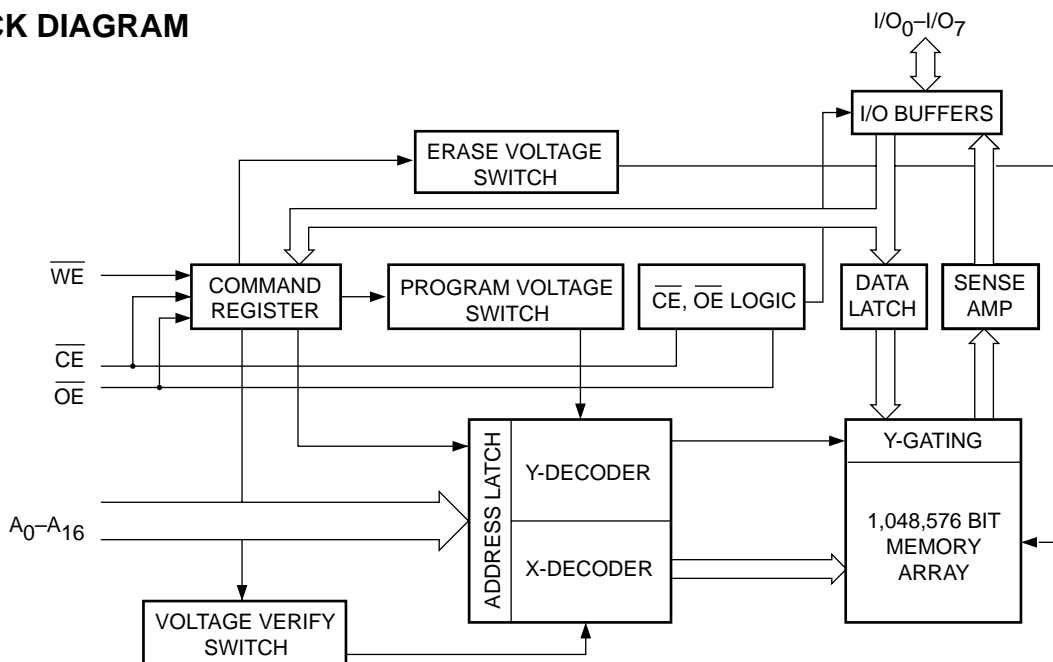 CK DIAGRAM
I/O0–I/O7
I/O BUFFERS
ERASE VOLTAGE
SWITCH
WE
CE
OE
COMMAND
REGISTER
PROGRAM VOLTAGE
SWITCH
CE, OE LOGIC
DATA
LATCH
SENSE
AMP
A0–A16
ADDRESS LATCH
Y-DECODER
X-DECODER
Y-GATING
1,048,576 BIT
MEMORY
ARRAY
VOLTAGE VERIFY
SWITCH